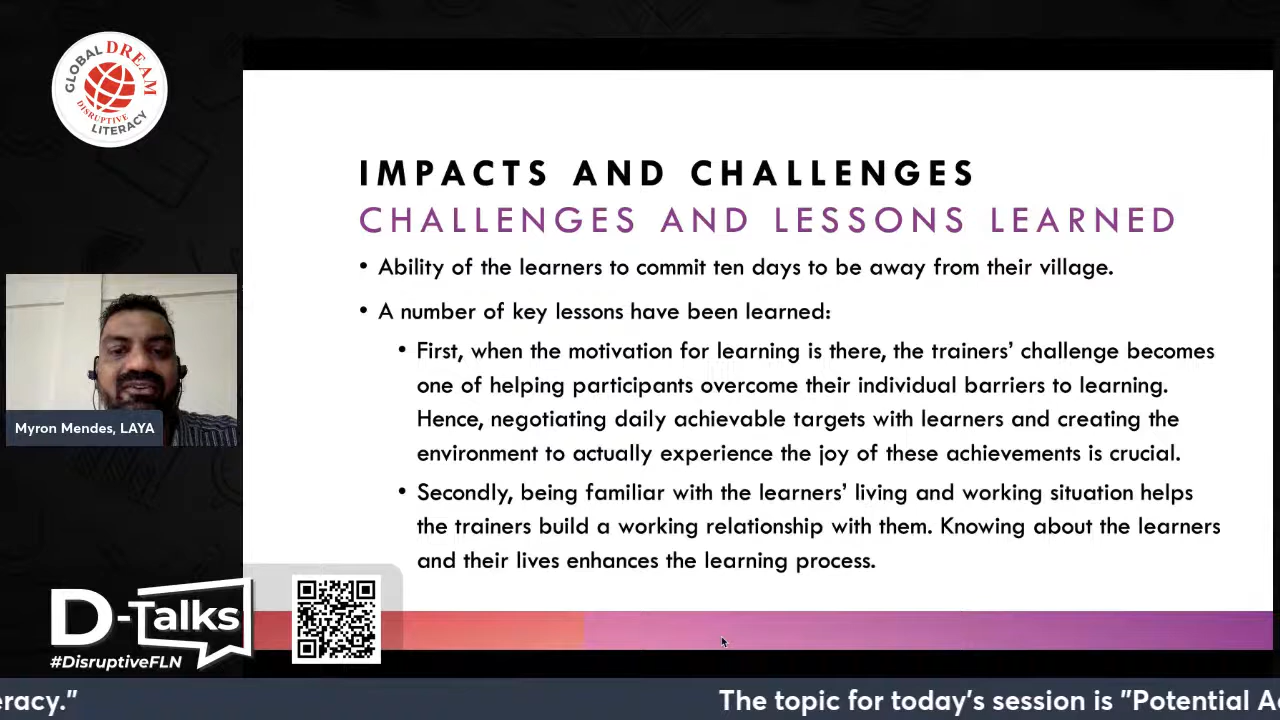 GLOBAL DREAM
DISRUPTIVE
LITERACY
IMPACTS AND CHALLENGES
CHALLENGES AND LESSONS LEARNED
• Ability of the learners to commit ten days to be away from their village.
• A number of key lessons have been learned:
• First, when the motivation for learning is there, the trainers’ challenge becomes
one of helping participants overcome their individual barriers to learning.
Hence, negotiating daily achievable targets with learners and creating the
environment to actually experience the joy of these achievements is crucial.
• Secondly, being familiar with the learners’ living and working situation helps
the trainers build a working relationship with them. Knowing about the learners
and their lives enhances the learning process.
Myron Mendes, LAYA
D-Talks
#DisruptiveFLN
eracy." The topic for today's session is "Potential A